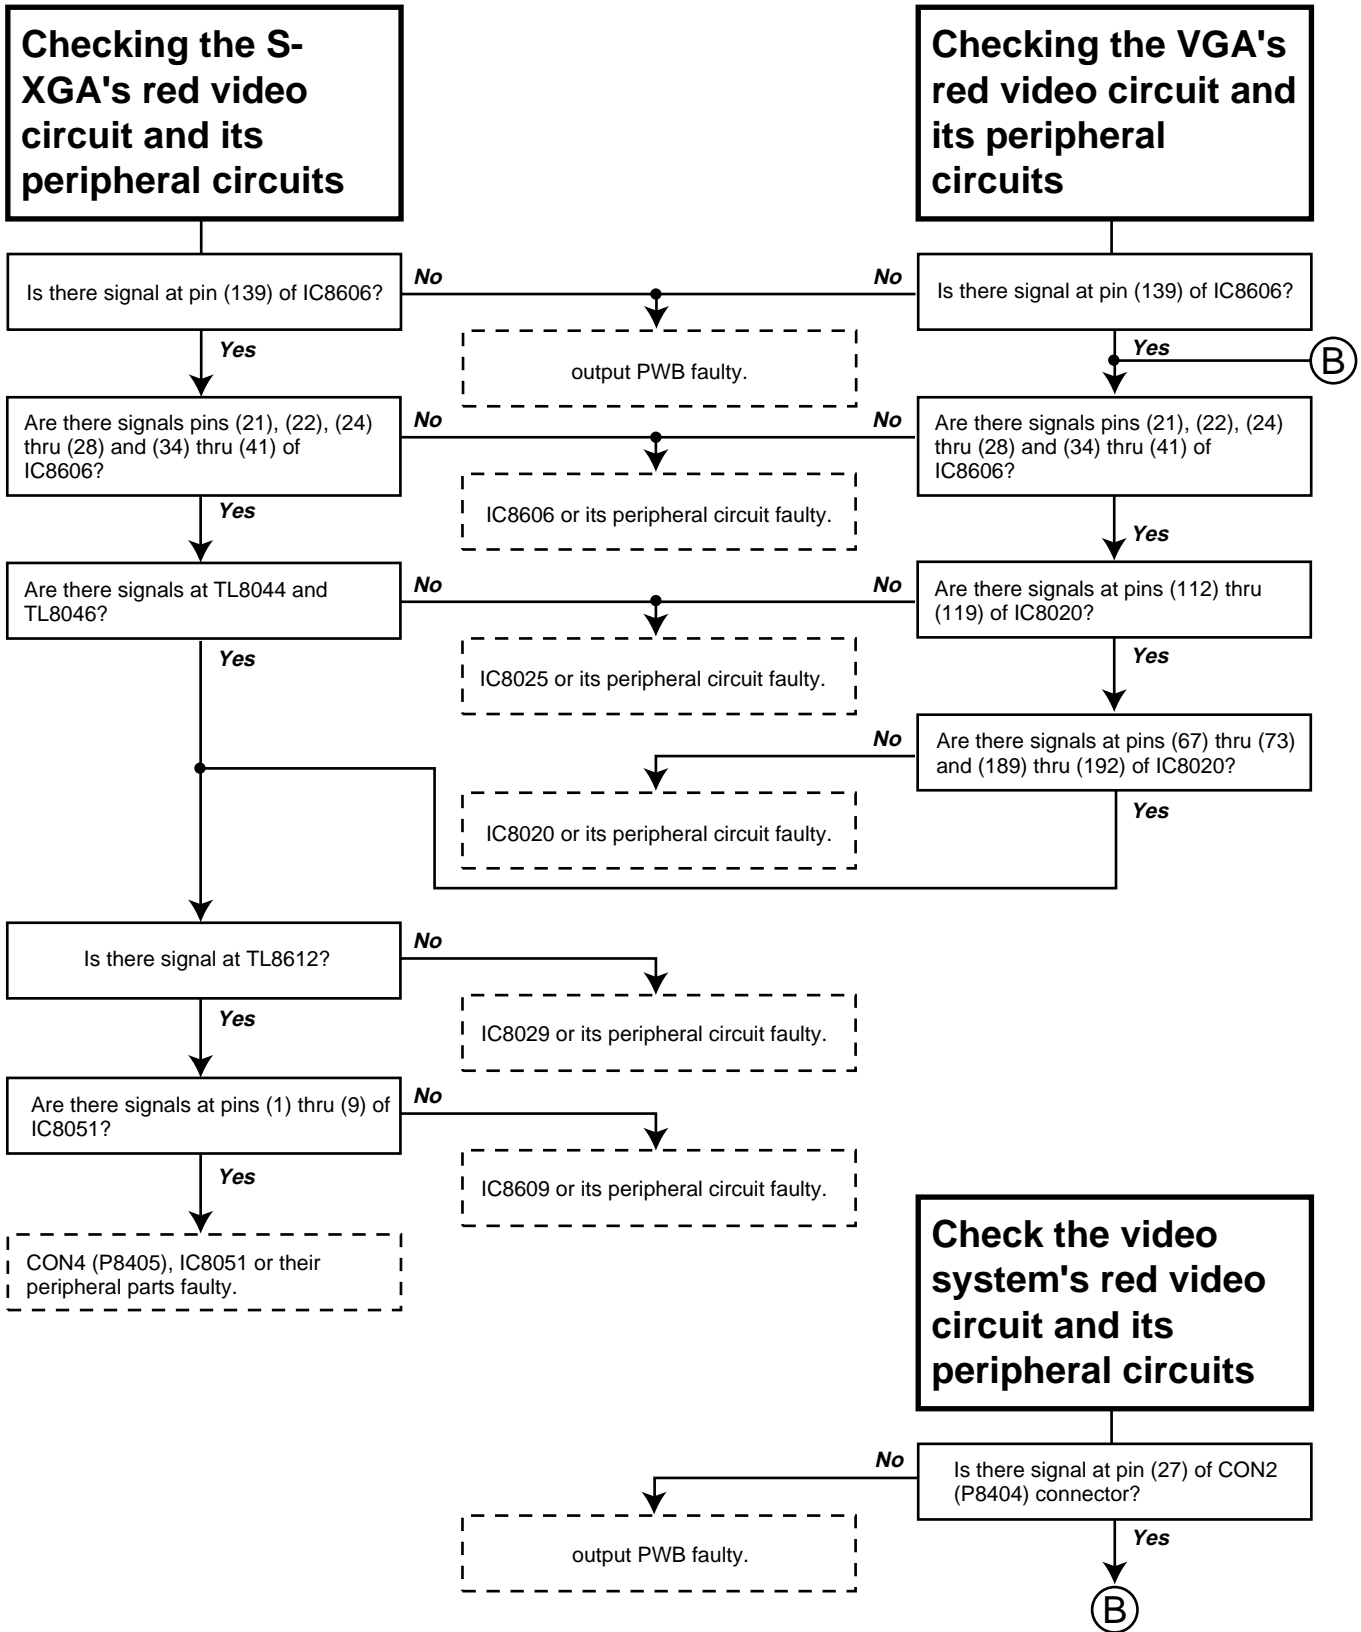 Checking the S-
XGA's red video
circuit and its
peripheral circuits
Checking the VGA's
red video circuit and
its peripheral
circuits
Is there signal at pin (139) of IC8606?
No
No
Is there signal at pin (139) of IC8606?
Yes
output PWB faulty.
Yes
B
Are there signals pins (21), (22), (24)
thru (28) and (34) thru (41) of
IC8606?
No
No
Are there signals pins (21), (22), (24)
thru (28) and (34) thru (41) of
IC8606?
Yes
IC8606 or its peripheral circuit faulty.
Yes
Are there signals at TL8044 and
TL8046?
No
No
Are there signals at pins (112) thru
(119) of IC8020?
Yes
IC8025 or its peripheral circuit faulty.
Yes
No
Are there signals at pins (67) thru (73)
and (189) thru (192) of IC8020?
IC8020 or its peripheral circuit faulty.
Yes
Is there signal at TL8612?
No
Yes
IC8029 or its peripheral circuit faulty.
Are there signals at pins (1) thru (9) of
IC8051?
No
Yes
IC8609 or its peripheral circuit faulty.
CON4 (P8405), IC8051 or their
peripheral parts faulty.
Check the video
system's red video
circuit and its
peripheral circuits
No
Is there signal at pin (27) of CON2
(P8404) connector?
output PWB faulty.
Yes
B